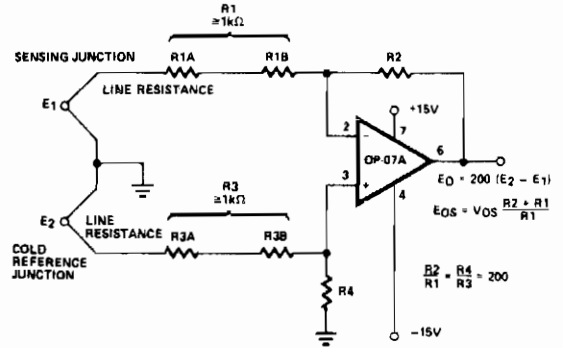 R1
≅1kΩ
SENSING JUNCTION
R1A
R1B
R2
LINE RESISTANCE
E1
+15V
2
7
6
-
OP-07A
EO = 200 (E2 - E1)
3
+
4
R3
≅1kΩ
EOS = VOS R2 + R1
R1
E2
LINE
RESISTANCE
COLD
REFERENCE
JUNCTION
R3A
R3B
R4
R2 = R4 = 200
R1 R3
-15V